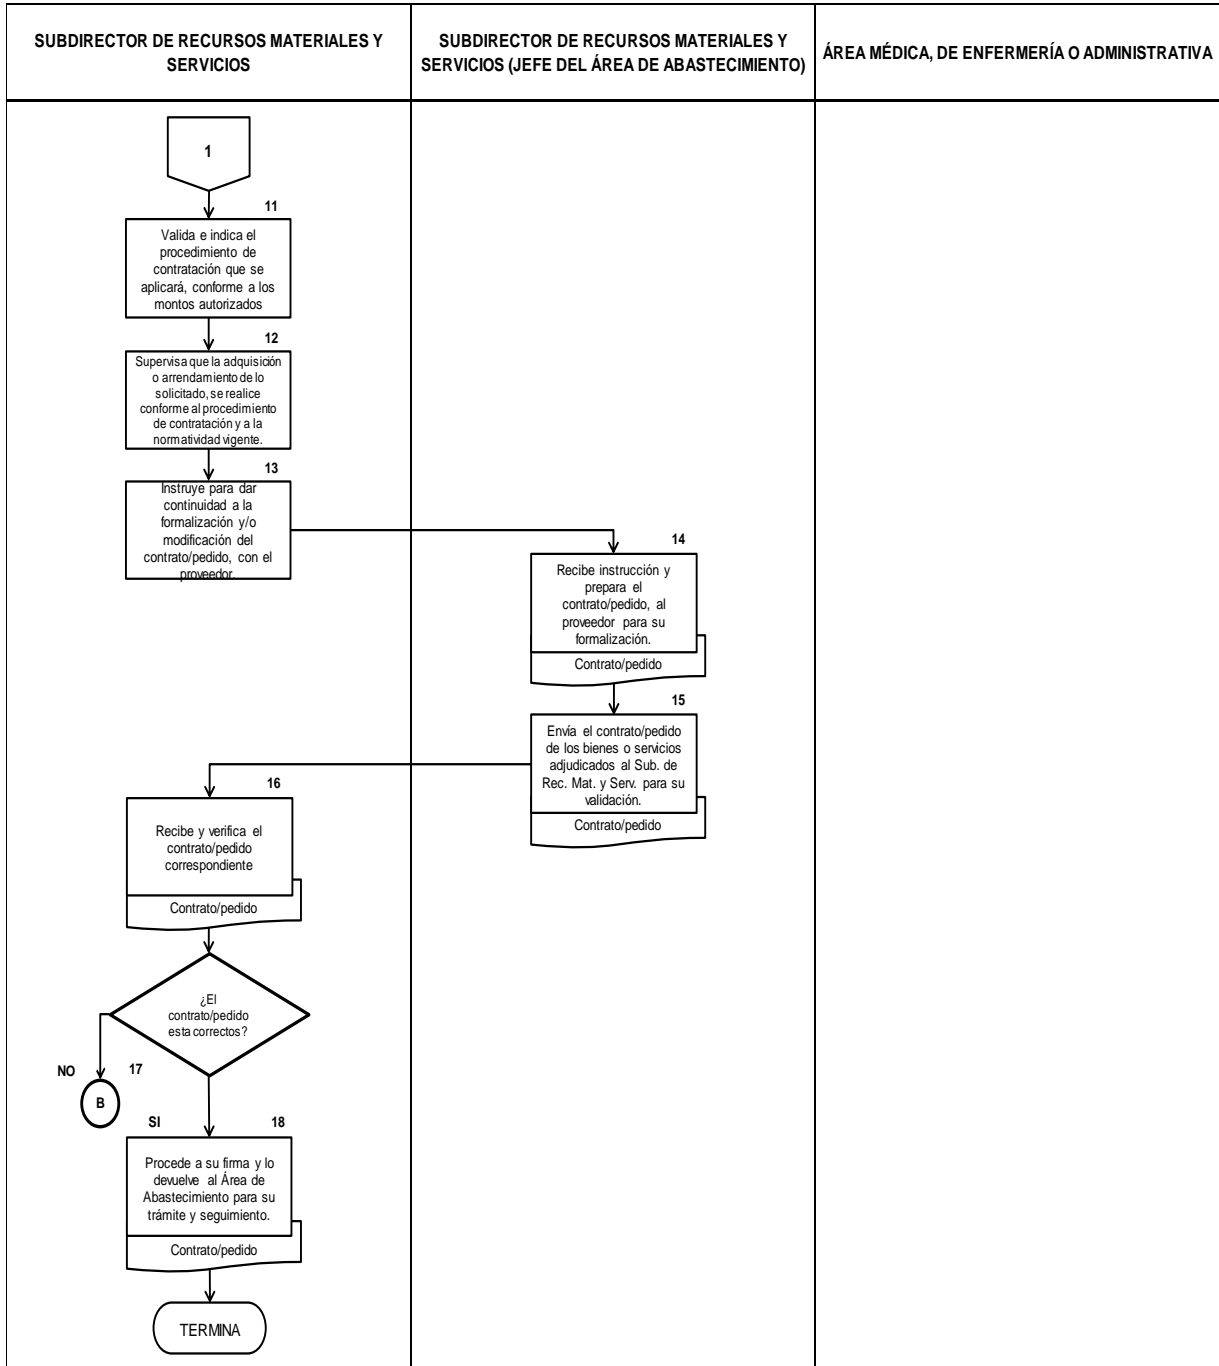 SUBDIRECTOR DE RECURSOS MATERIALES Y
SERVICIOS
SUBDIRECTOR DE RECURSOS MATERIALES Y
SERVICIOS (JEFE DEL ÁREA DE ABASTECIMIENTO)
ÁREA MÉDICA, DE ENFERMERÍA O ADMINISTRATIVA
1
11
Valida e indica el
procedimiento de
contratación que se
aplicará, conforme a los
montos autorizados
12
Supervisa que la adquisición
o arrendamiento de lo
solicitado, se realice
conforme al procedimiento
de contratación y a la
normatividad vigente.
13
Instruye para dar
continuidad a la
formalización y/o
modificación del
contrato/pedido, con el
proveedor.
14
Recibe instrucción y
prepara el
contrato/pedido, al
proveedor para su
formalización.
Contrato/pedido
15
Envía el contrato/pedido
de los bienes o servicios
adjudicados al Sub. de
Rec. Mat. y Serv. para su
validación.
Contrato/pedido
16
Recibe y verifica el
contrato/pedido
correspondiente
Contrato/pedido
¿El
contrato/pedido
esta correctos?
NO
17
B
SI
18
Procede a su firma y lo
devuelve al Área de
Abastecimiento para su
trámite y seguimiento.
Contrato/pedido
TERMINA